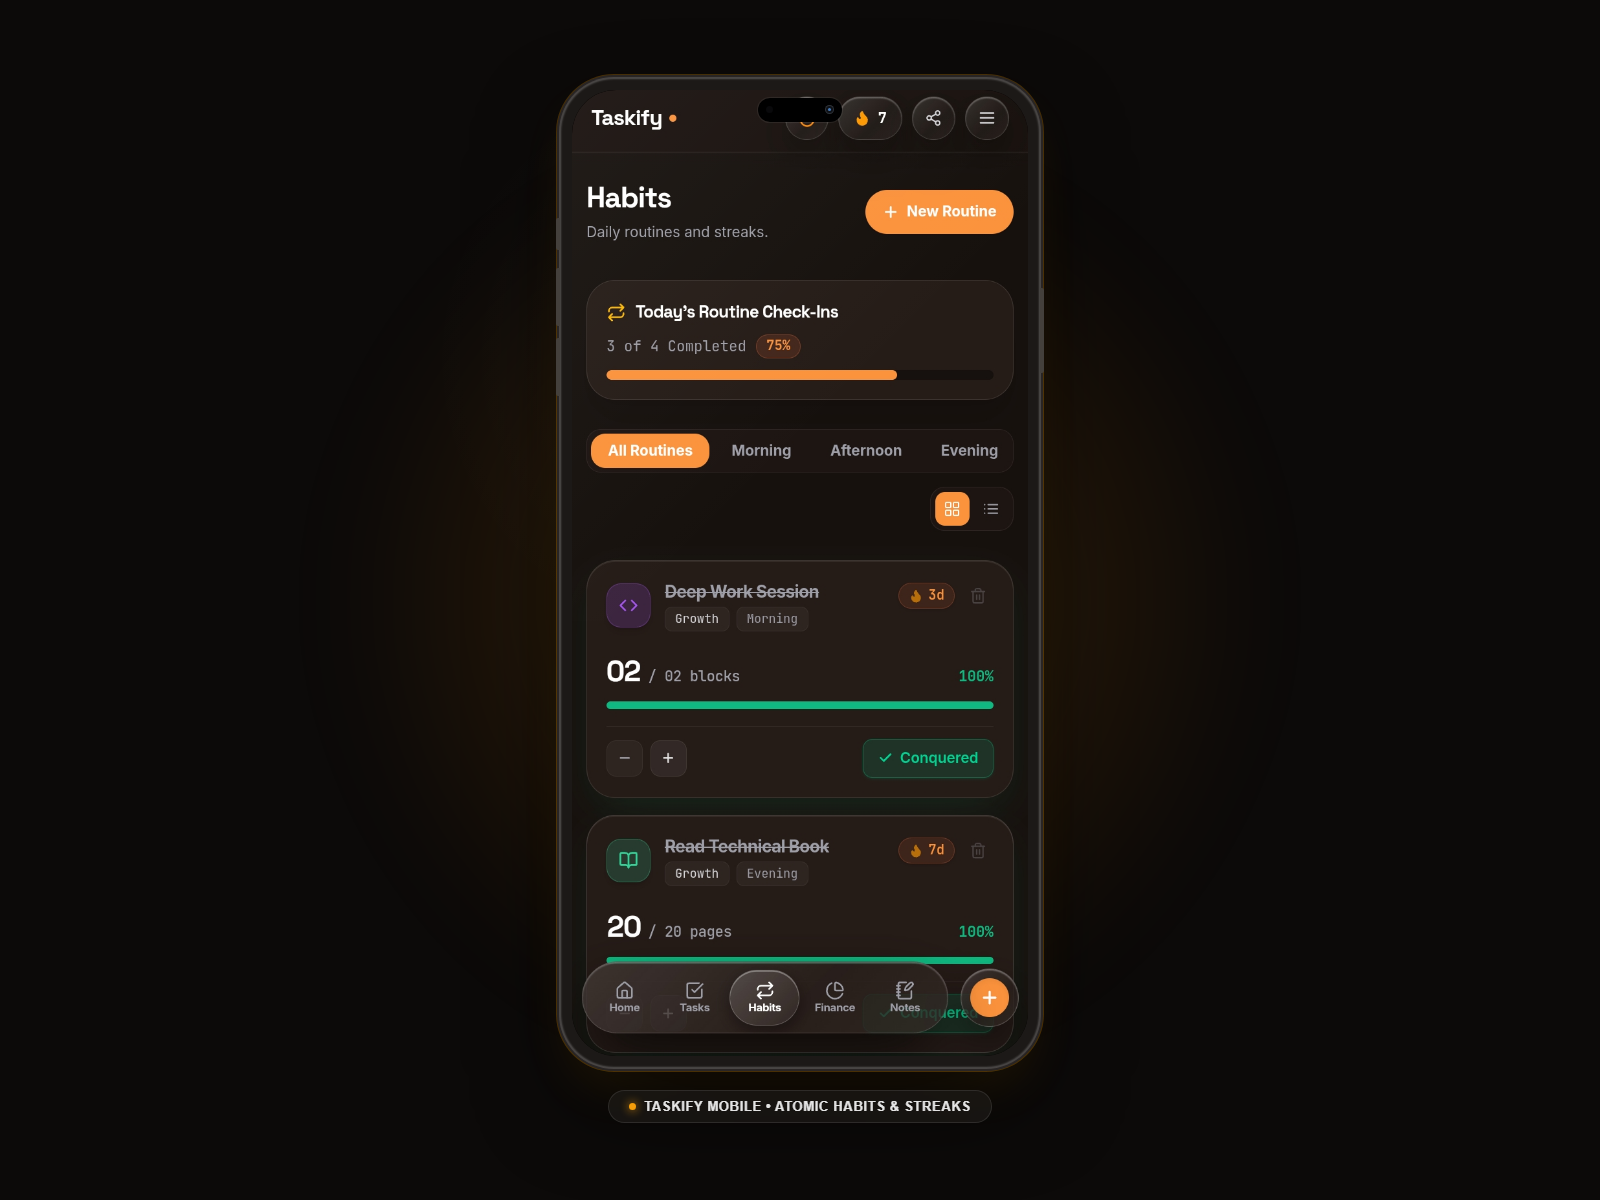 Taskify
7
Habits
Daily routines and streaks.
+ New Routine
Today's Routine Check-Ins
3 of 4 Completed 75%
All Routines Morning Afternoon Evening
Deep Work Session 3d
Growth Morning
02 / 02 blocks 100%
Conquered
Read Technical Book 7d
Growth Evening
20 / 20 pages 100%
Conquered
Home Tasks Habits Finance Notes
TASKIFY MOBILE • ATOMIC HABITS & STREAKS